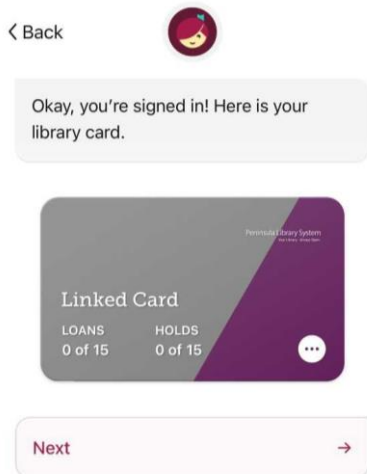 Back
Okay, you’re signed in! Here is your
library card.
Peninsula Library System
Linked Card
LOANS HOLDS
0 of 15 0 of 15
Next